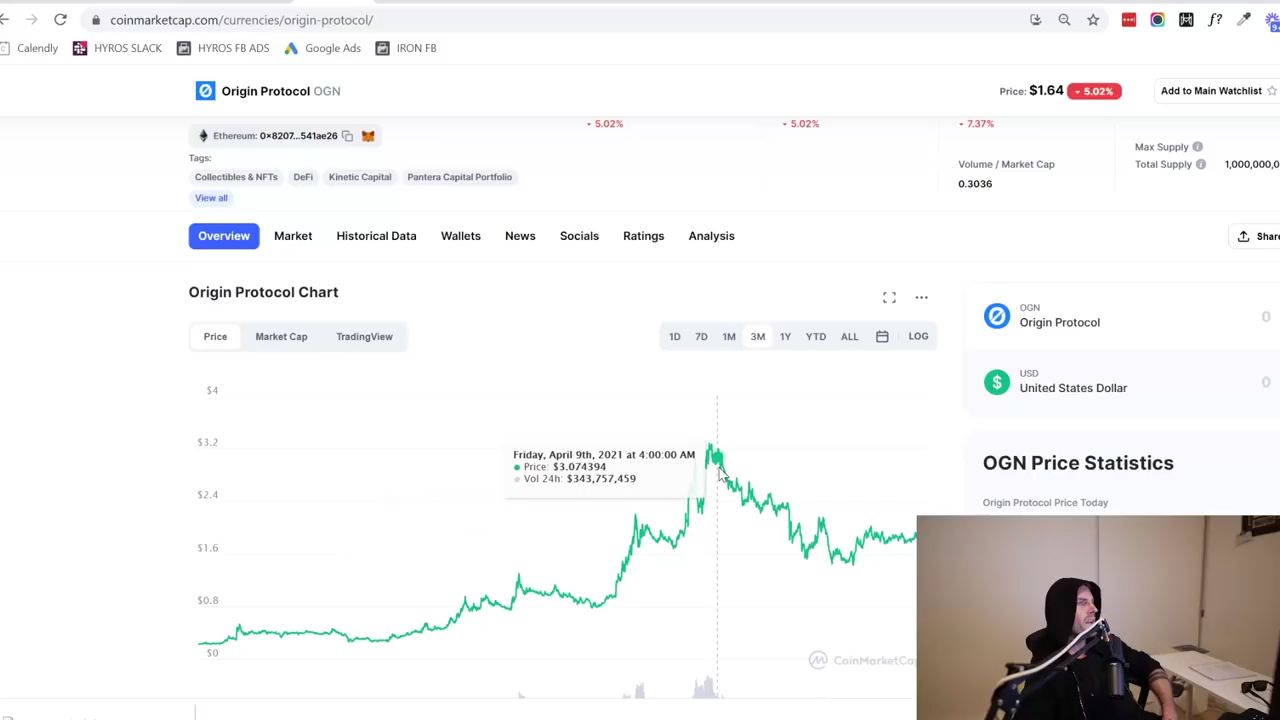 coinmarketcap.com/currencies/origin-protocol/
Calendly HYROS SLACK HYROS FB ADS Google Ads IRON FB
Origin Protocol OGN
Price: $1.64 5.02%
Add to Main Watchlist
Ethereum: 0x8207...541ae26
5.02%
5.02%
7.37%
Tags:
Collectibles & NFTs DeFi Kinetic Capital Pantera Capital Portfolio
View all
Volume / Market Cap
0.3036
Max Supply
Total Supply 1,000,000,0
Overview Market Historical Data Wallets News Socials Ratings Analysis
Share
Origin Protocol Chart
Price Market Cap TradingView
1D 7D 1M 3M 1Y YTD ALL LOG
OGN
Origin Protocol 0
USD
United States Dollar 0
$4
$3.2
$2.4
$1.6
$0.8
$0
Friday, April 9th, 2021 at 4:00:00 AM
Price: $3.074394
Vol 24h: $343,757,459
CoinMarketCap
OGN Price Statistics
Origin Protocol Price Today